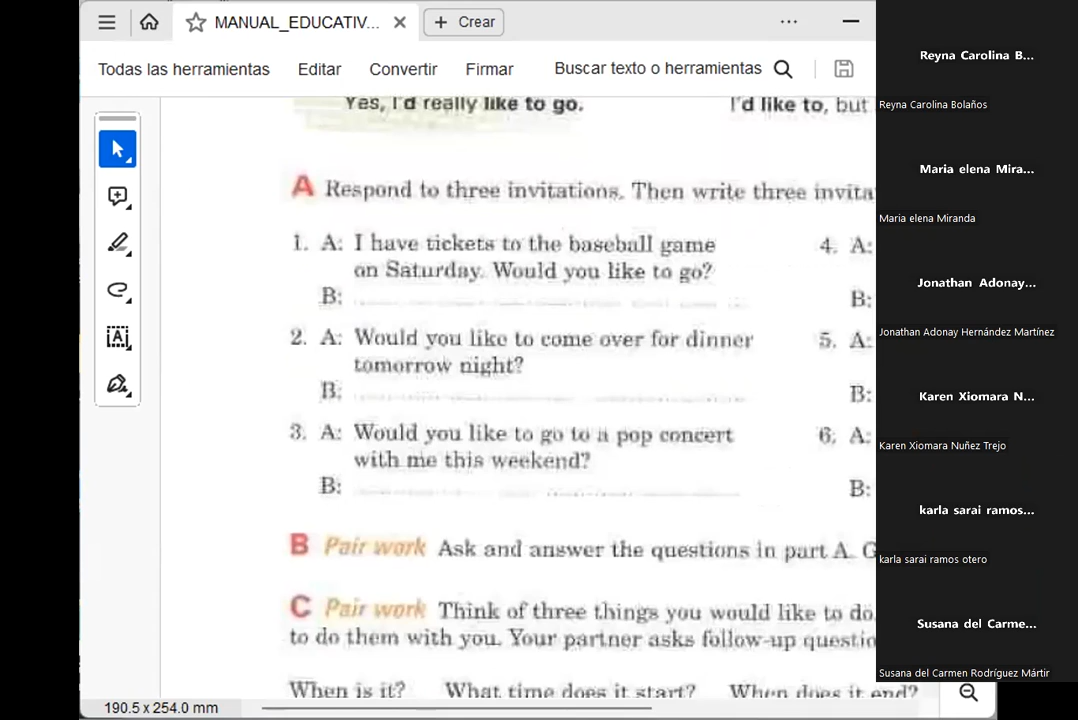 MANUAL_EDUCATIV...
Crear
Todas las herramientas
Editar
Convertir
Firmar
Buscar texto o herramientas
Yes, I'd really like to go.
I'd like to, but
A Respond to three invitations. Then write three invita
1. A: I have tickets to the baseball game
on Saturday. Would you like to go?
B:
2. A: Would you like to come over for dinner
tomorrow night?
B:
3. A: Would you like to go to a pop concert
with me this weekend?
B:
4. A:
B:
5. A:
B:
6. A:
B:
B Pair work Ask and answer the questions in part A. G
C Pair work Think of three things you would like to do.
to do them with you. Your partner asks follow-up questio
When is it?
What time does it start?
When does it end?
190.5 x 254.0 mm
Reyna Carolina B...
Reyna Carolina Bolaños
Maria elena Mira...
Maria elena Miranda
Jonathan Adonay...
Jonathan Adonay Hernández Martínez
Karen Xiomara N...
Karen Xiomara Nuñez Trejo
karla sarai ramos...
karla sarai ramos otero
Susana del Carme...
Susana del Carmen Rodríguez Mártir